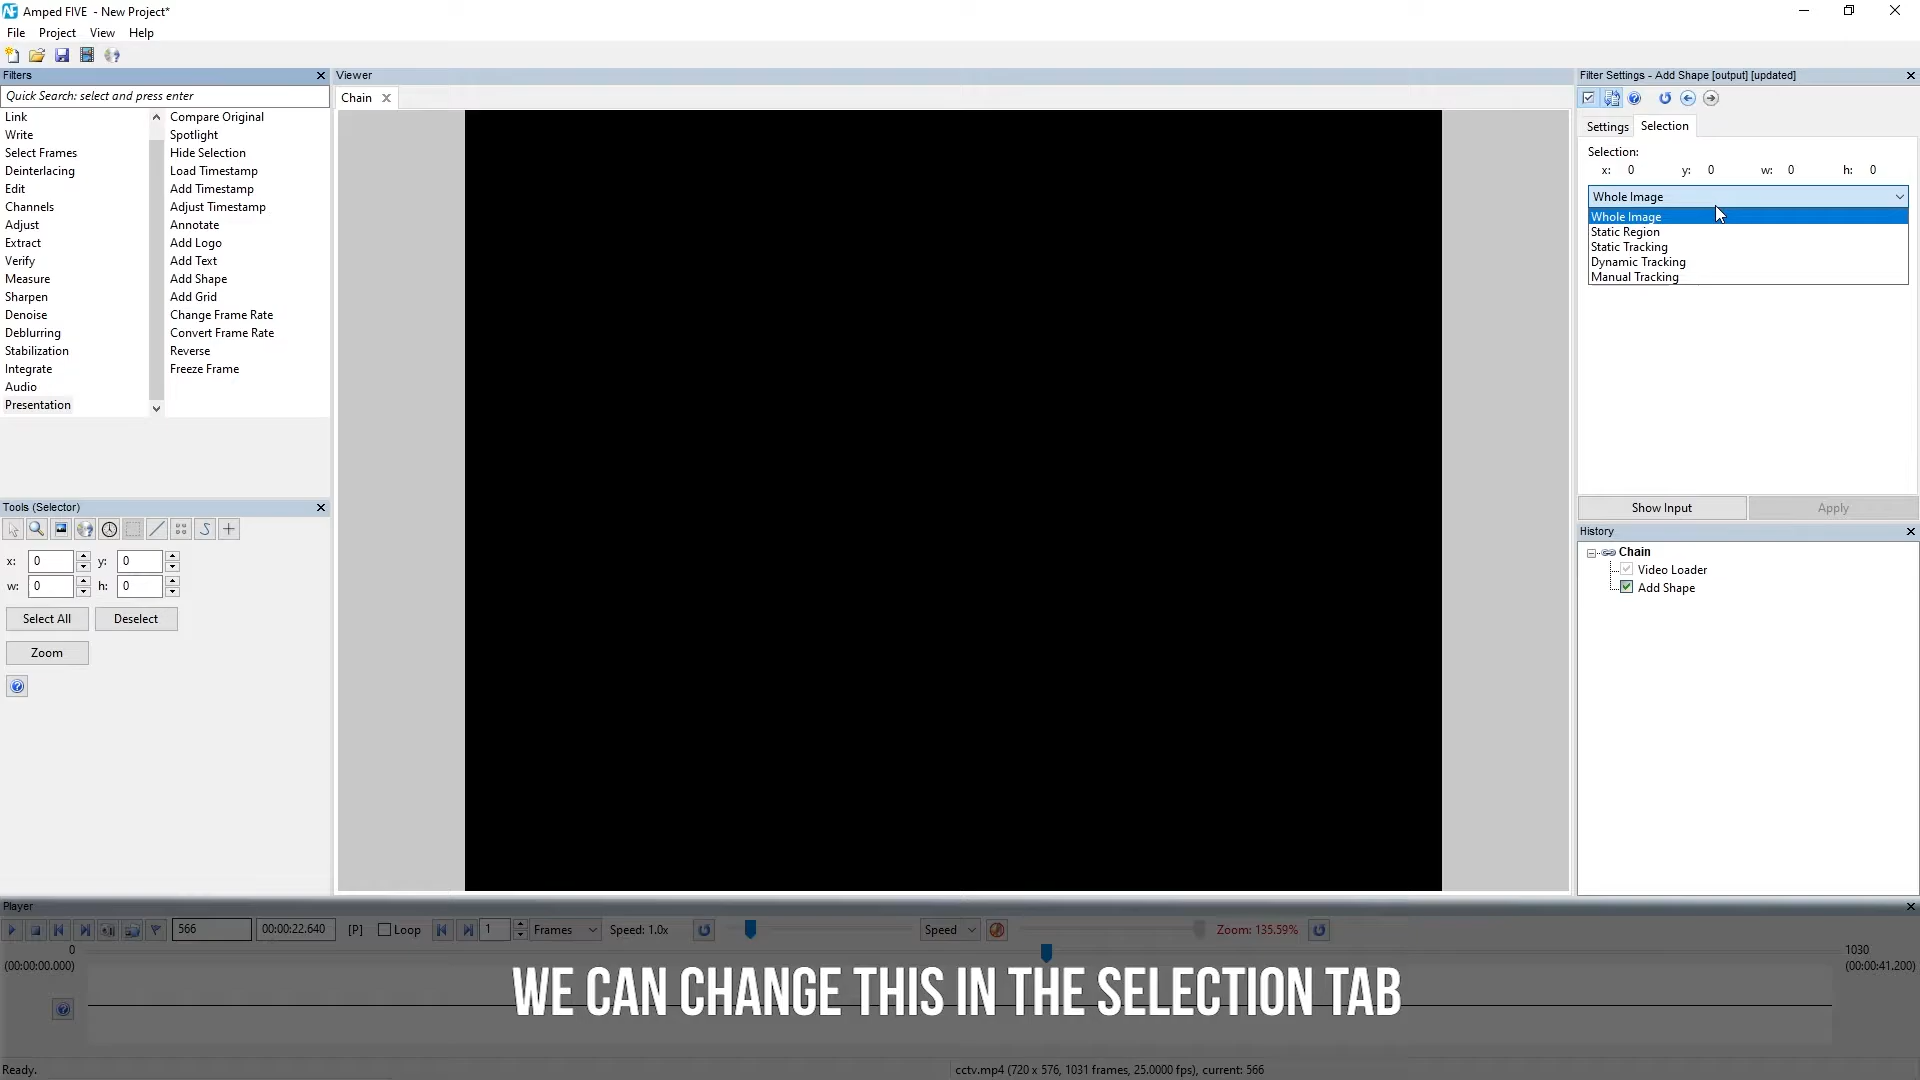 Amped FIVE - New Project*
File Project View Help
Filters
Quick Search: select and press enter
Link
Write
Select Frames
Deinterlacing
Edit
Channels
Adjust
Extract
Verify
Measure
Sharpen
Denoise
Deblurring
Stabilization
Integrate
Audio
Presentation
Compare Original
Spotlight
Hide Selection
Load Timestamp
Add Timestamp
Adjust Timestamp
Annotate
Add Logo
Add Text
Add Shape
Add Grid
Change Frame Rate
Convert Frame Rate
Reverse
Freeze Frame
Tools (Selector)
x: 0 y: 0
w: 0 h: 0
Select All Deselect
Zoom
Viewer
Chain
Filter Settings - Add Shape [output] [updated]
Settings Selection
Selection:
x: 0 y: 0 w: 0 h: 0
Whole Image
Whole Image
Static Region
Static Tracking
Dynamic Tracking
Manual Tracking
Show Input Apply
History
Chain
Video Loader
Add Shape
Player
566 00:00:22.640 [P] Loop 1 Frames Speed: 1.0x Speed Zoom: 135.59%
0 1030
(00:00:00.000) (00:00:41.200)
WE CAN CHANGE THIS IN THE SELECTION TAB
Ready. cctv.mp4 (720 x 576, 1031 frames, 25.0000 fps), current: 566